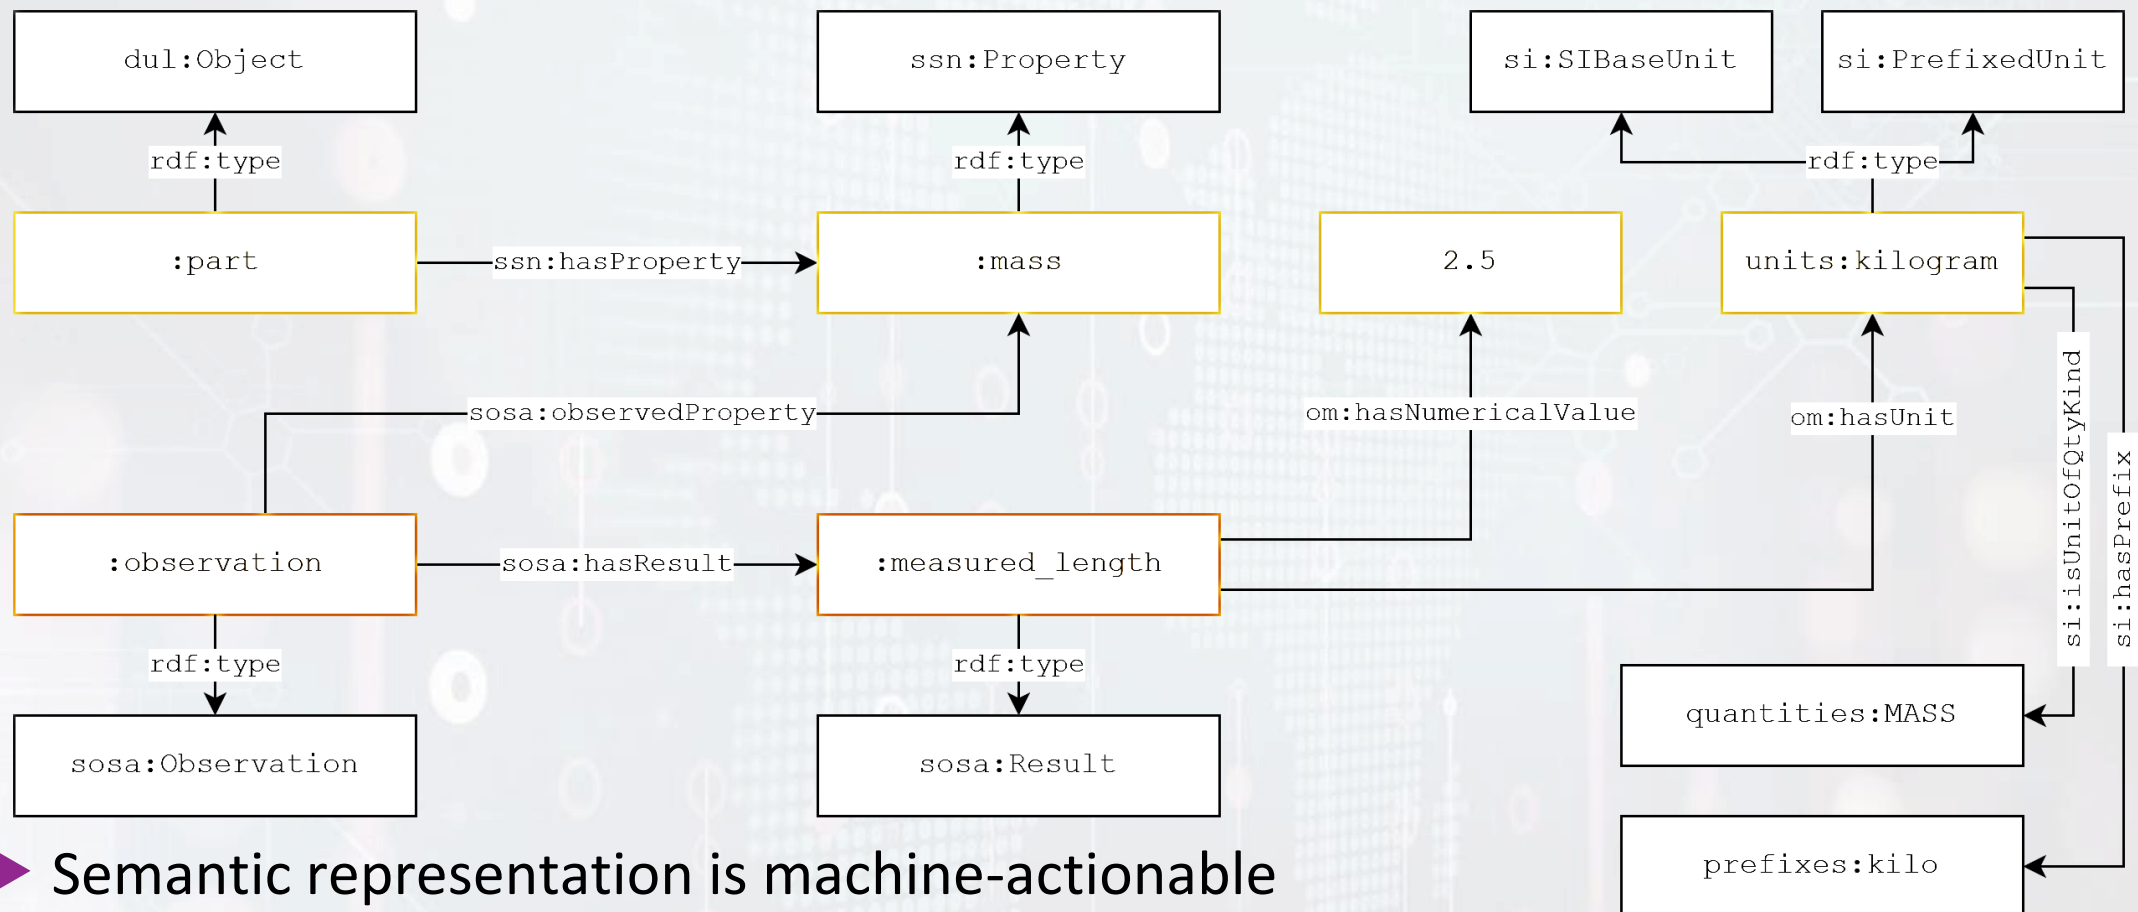 dul:Object
ssn:Property
si:SIBaseUnit
si:PrefixedUnit
rdf:type
rdf:type
rdf:type
:part
ssn:hasProperty
:mass
2.5
units:kilogram
sosa:observedProperty
om:hasNumericalValue
om:hasUnit
si:isUnitOfQtyKind
si:hasPrefix
:observation
sosa:hasResult
:measured_length
rdf:type
rdf:type
quantities:MASS
sosa:Observation
sosa:Result
prefixes:kilo
Semantic representation is machine-actionable